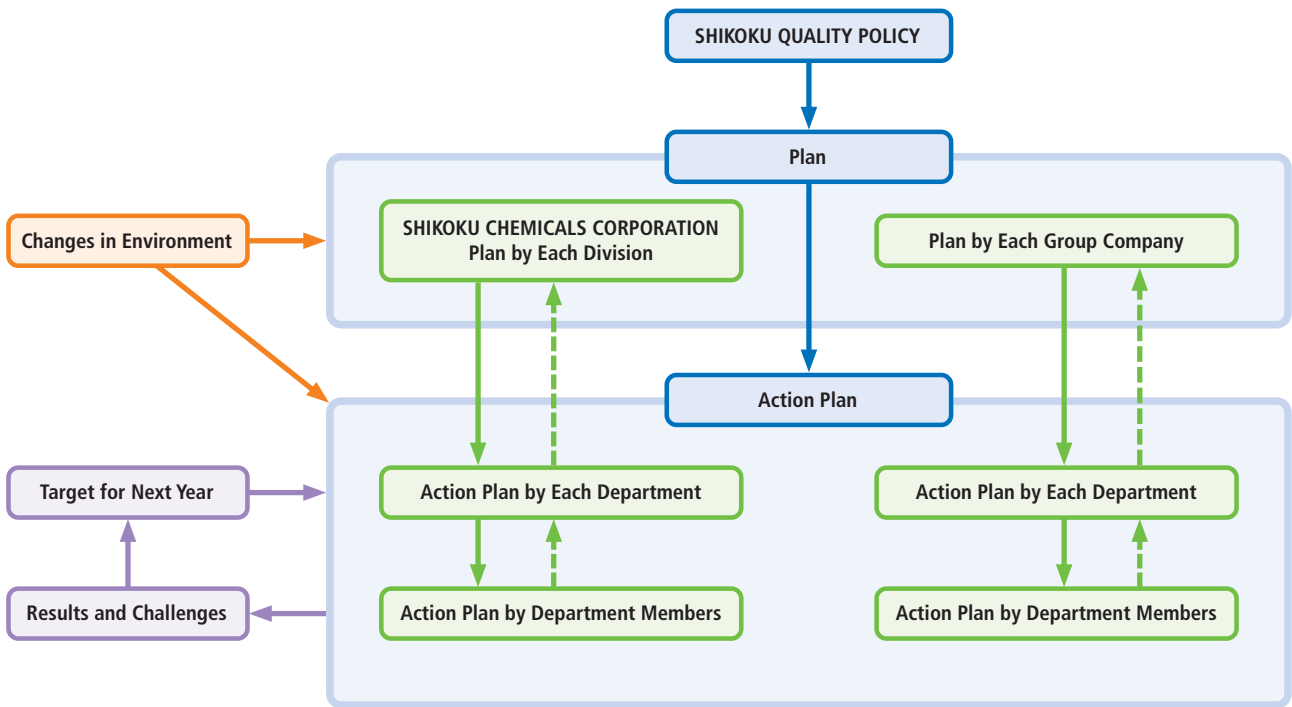 SHIKOKU QUALITY POLICY
Plan
Changes in Environment
SHIKOKU CHEMICALS CORPORATION
Plan by Each Division
Plan by Each Group Company
Action Plan
Target for Next Year
Action Plan by Each Department
Action Plan by Each Department
Results and Challenges
Action Plan by Department Members
Action Plan by Department Members